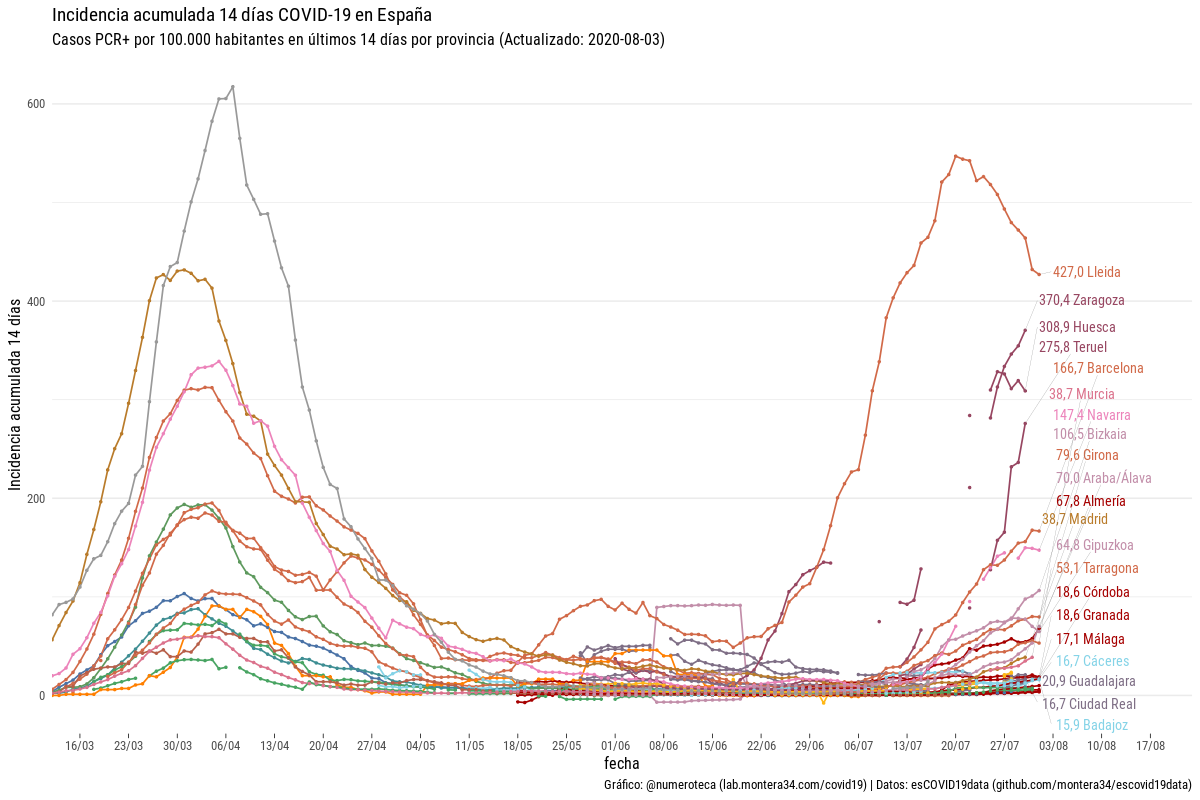 Incidencia acumulada 14 días COVID-19 en España
Casos PCR+ por 100.000 habitantes en últimos 14 días por provincia (Actualizado: 2020-08-03)
Incidencia acumulada 14 días
600
400
200
0
427,0 Lleida
370,4 Zaragoza
308,9 Huesca
275,8 Teruel
166,7 Barcelona
38,7 Murcia
147,4 Navarra
106,5 Bizkaia
79,6 Girona
70,0 Araba/Álava
67,8 Almería
38,7 Madrid
64,8 Gipuzkoa
53,1 Tarragona
18,6 Córdoba
18,6 Granada
17,1 Málaga
16,7 Cáceres
20,9 Guadalajara
16,7 Ciudad Real
15,9 Badajoz
16/03 23/03 30/03 06/04 13/04 20/04 27/04 04/05 11/05 18/05 25/05 01/06 08/06 15/06 22/06 29/06 06/07 13/07 20/07 27/07 03/08 10/08 17/08
fecha
Gráfico: @numeroteca (lab.montera34.com/covid19) | Datos: esCOVID19data (github.com/montera34/escovid19data)